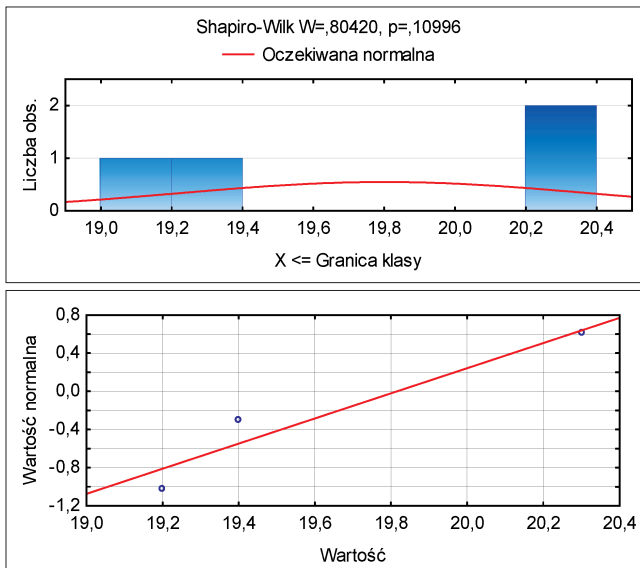 Shapiro-Wilk W=,80420, p=,10996
Oczekiwana normalna
Liczba obs.
2
1
0
19,0 19,2 19,4 19,6 19,8 20,0 20,2 20,4
X <= Granica klasy
Wartość normalna
0,8
0,4
0,0
-0,4
-0,8
-1,2
19,0 19,2 19,4 19,6 19,8 20,0 20,2 20,4
Wartość